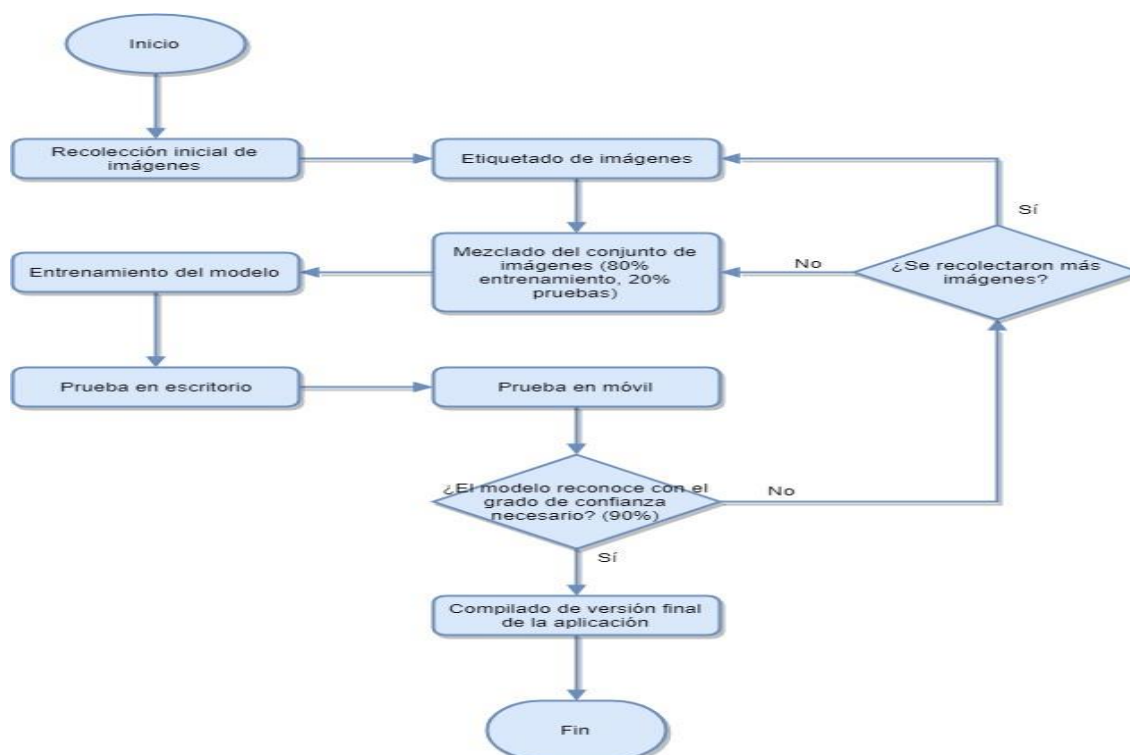 Inicio
Recolección inicial de
imágenes
Etiquetado de imágenes
Sí
Mezclado del conjunto de
imágenes (80%
entrenamiento, 20%
pruebas)
Entrenamiento del modelo
No
¿Se recolectaron más
imágenes?
Prueba en escritorio
Prueba en móvil
¿El modelo reconoce con el
grado de confianza
necesario? (90%)
No
Sí
Compilado de versión final
de la aplicación
Fin